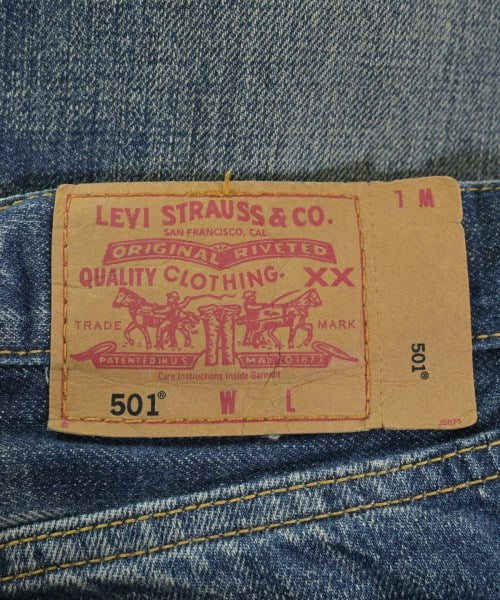 LEVI STRAUSS & CO.
SAN FRANCISCO, CAL.
ORIGINAL RIVETED
QUALITY CLOTHING. XX
TRADE MARK
PATENTED IN U.S. MAY 20 1873
Care Instructions Inside Garment
501® W L
®
1 M
501®